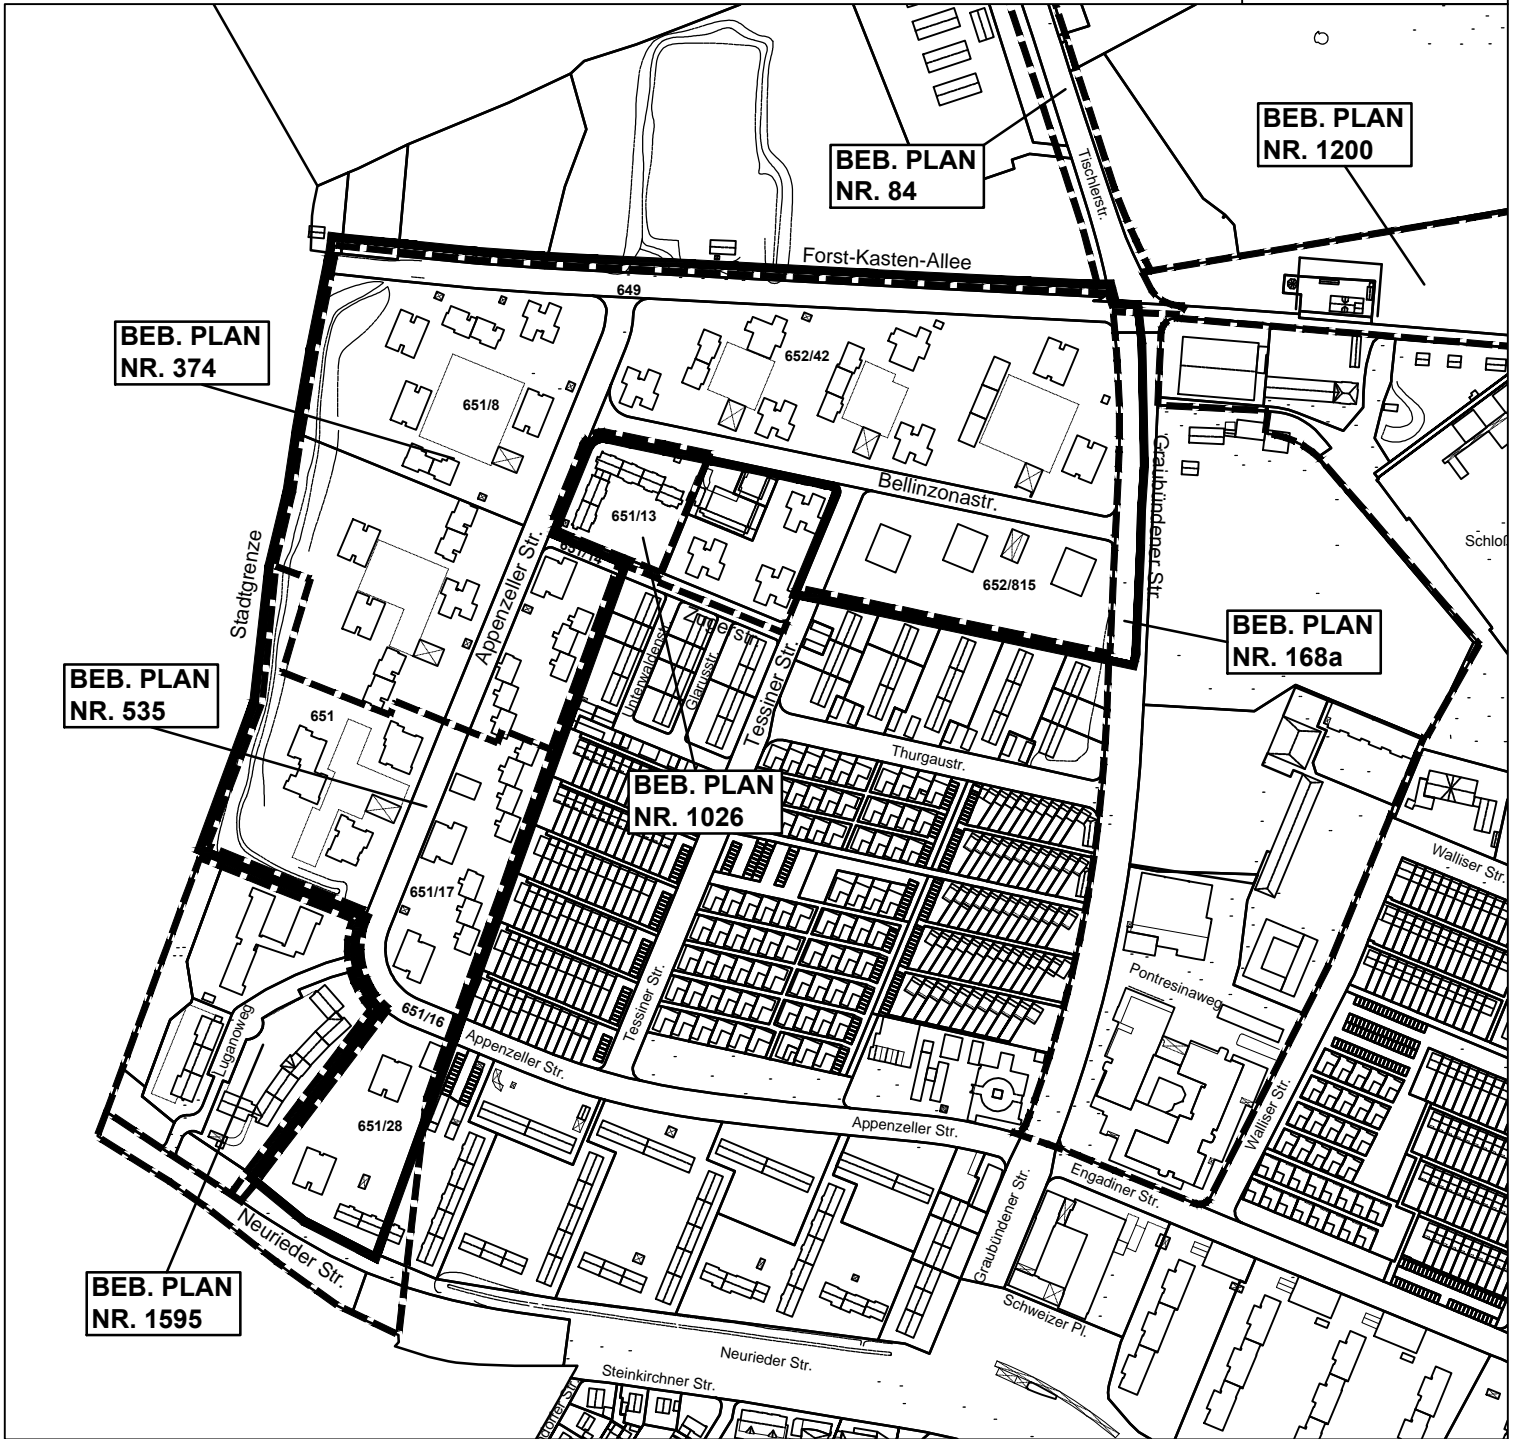 BEB. PLAN
NR. 1200
BEB. PLAN
NR. 84
Tischlerstr.
Forst-Kasten-Allee
649
BEB. PLAN
NR. 374
652/42
651/8
Graubündener Str
Bellinzonastr.
651/13
651/14
Appenzeller Str.
Stadtgrenze
652/815
Zugerstr.
Unterwaldenstr.
Glarusstr.
Tessiner Str.
BEB. PLAN
NR. 168a
BEB. PLAN
NR. 535
651
Thurgaustr.
BEB. PLAN
NR. 1026
Walliser Str.
651/17
Pontresinaweg
Tessiner Str.
651/16
Luganoweg
Appenzeller Str.
651/28
Appenzeller Str.
Walliser Str.
Engadiner Str.
Graubündener Str.
Neurieder Str.
BEB. PLAN
NR. 1595
Schweizer Pl.
Neurieder Str.
Steinkirchner Str.